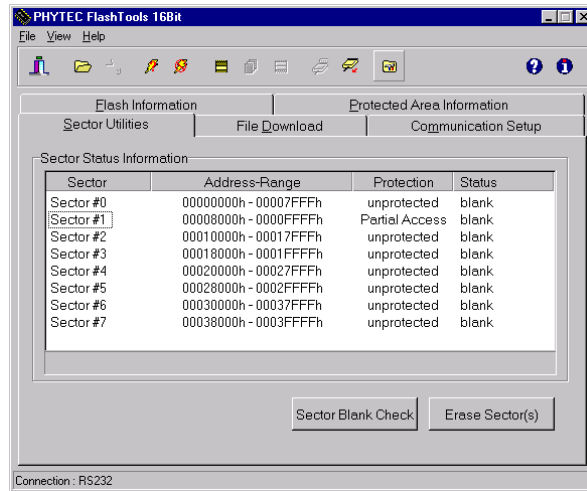 PHYTEC FlashTools 16Bit
File View Help
Flash Information Protected Area Information
Sector Utilities File Download Communication Setup
Sector Status Information
Sector Address-Range Protection Status
Sector #0 00000000h - 00007FFFh unprotected blank
Sector #1 00008000h - 0000FFFFh Partial Access blank
Sector #2 00010000h - 00017FFFh unprotected blank
Sector #3 00018000h - 0001FFFFh unprotected blank
Sector #4 00020000h - 00027FFFh unprotected blank
Sector #5 00028000h - 0002FFFFh unprotected blank
Sector #6 00030000h - 00037FFFh unprotected blank
Sector #7 00038000h - 0003FFFFh unprotected blank
Sector Blank Check Erase Sector(s)
Connection : RS232